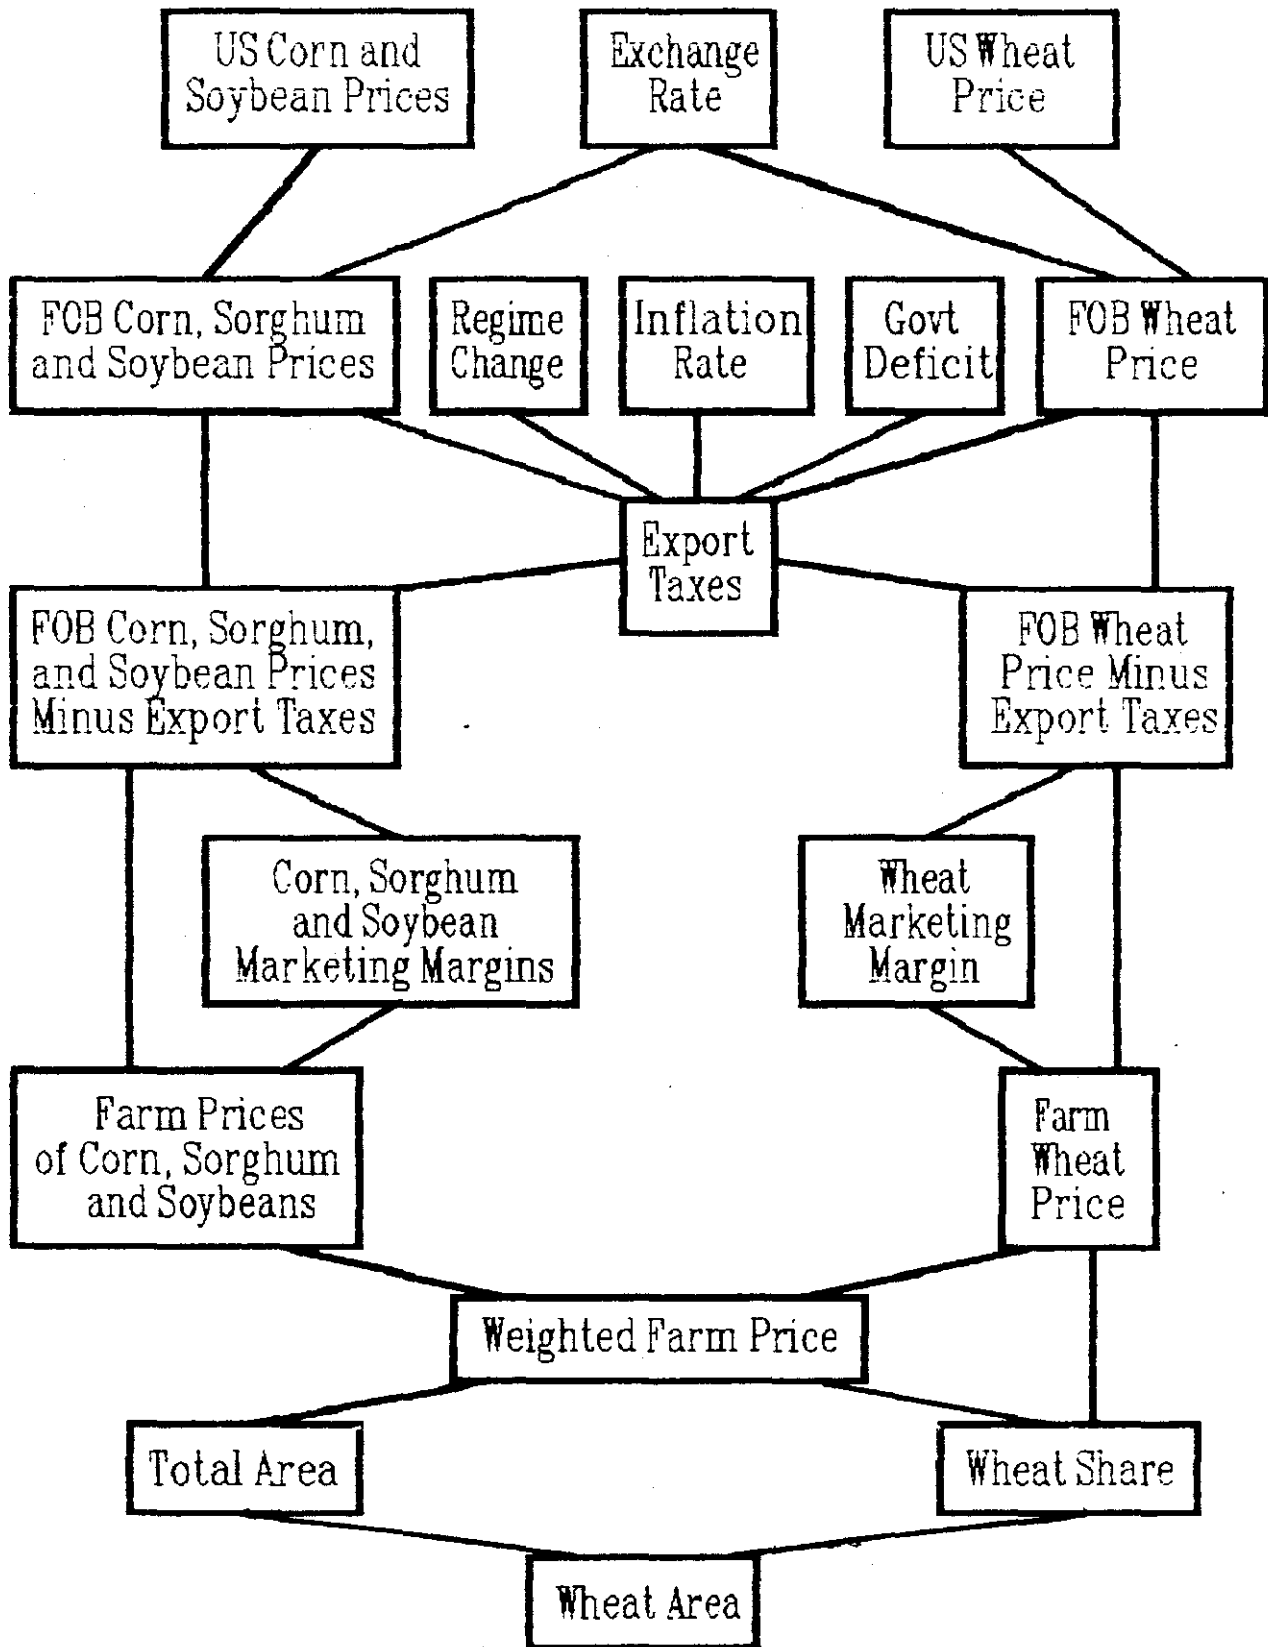 US Corn and
Soybean Prices
Exchange
Rate
US Wheat
Price
FOB Corn, Sorghum
and Soybean Prices
Regime
Change
Inflation
Rate
Govt
Deficit
FOB Wheat
Price
Export
Taxes
FOB Corn, Sorghum,
and Soybean Prices
Minus Export Taxes
FOB Wheat
Price Minus
Export Taxes
Corn, Sorghum
and Soybean
Marketing Margins
Wheat
Marketing
Margin
Farm Prices
of Corn, Sorghum
and Soybeans
Farm
Wheat
Price
Weighted Farm Price
Total Area
Wheat Share
Wheat Area